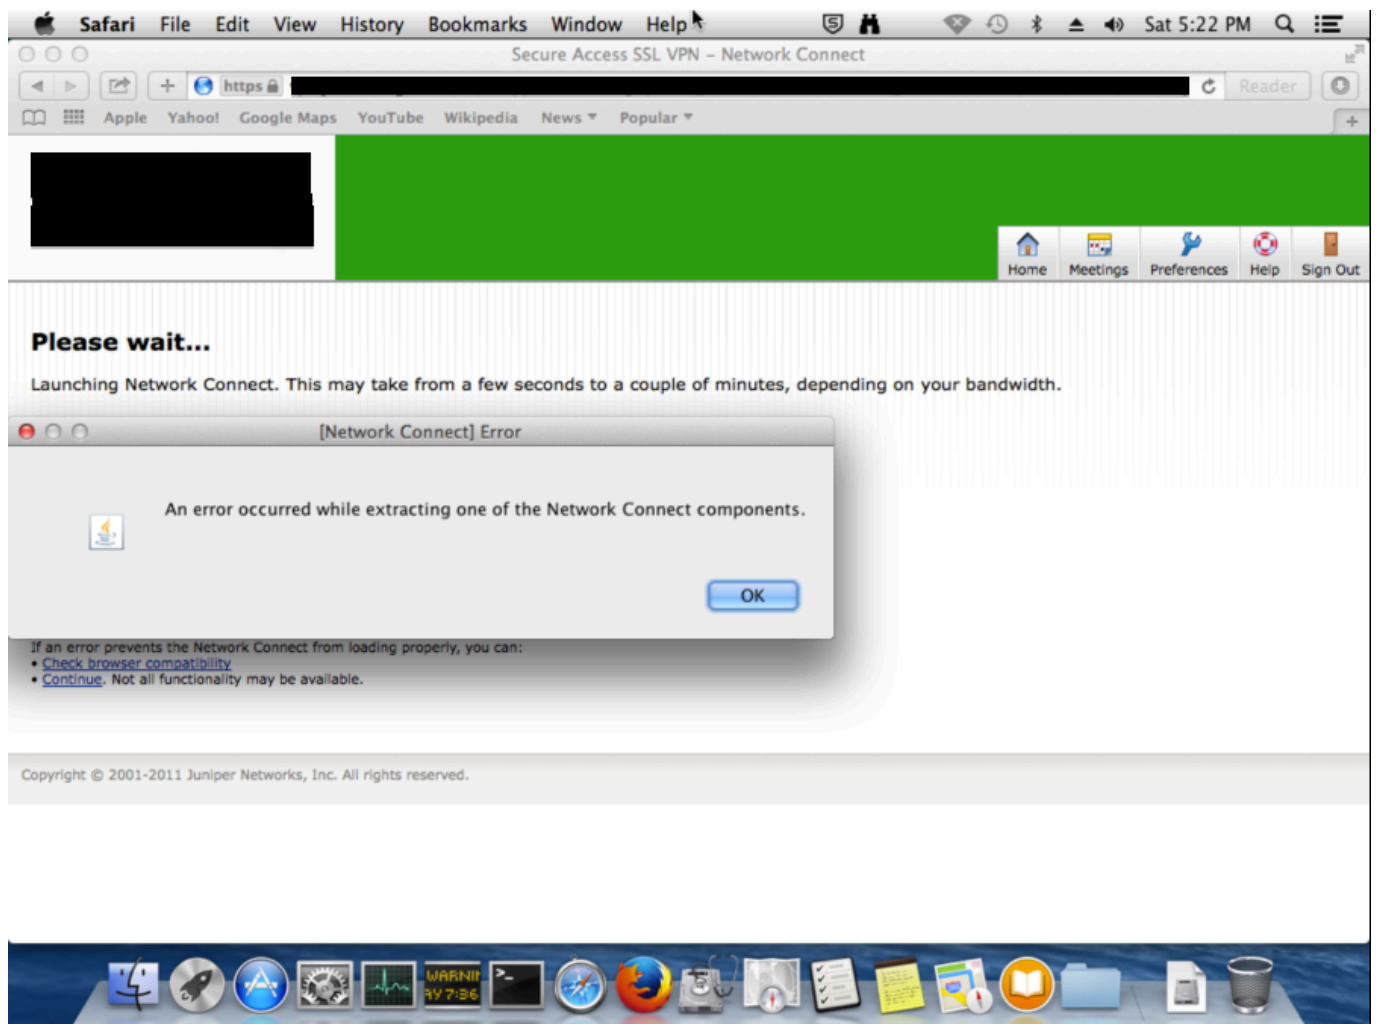 Safari File Edit View History Bookmarks Window Help Sat 5:22 PM
Secure Access SSL VPN – Network Connect
https Reader
Apple Yahoo! Google Maps YouTube Wikipedia News Popular
Home Meetings Preferences Help Sign Out
Please wait...
Launching Network Connect. This may take from a few seconds to a couple of minutes, depending on your bandwidth.
[Network Connect] Error
An error occurred while extracting one of the Network Connect components.
OK
If an error prevents the Network Connect from loading properly, you can:
• Check browser compatibility
• Continue. Not all functionality may be available.
Copyright © 2001-2011 Juniper Networks, Inc. All rights reserved.
WARNIN
AY 7:36